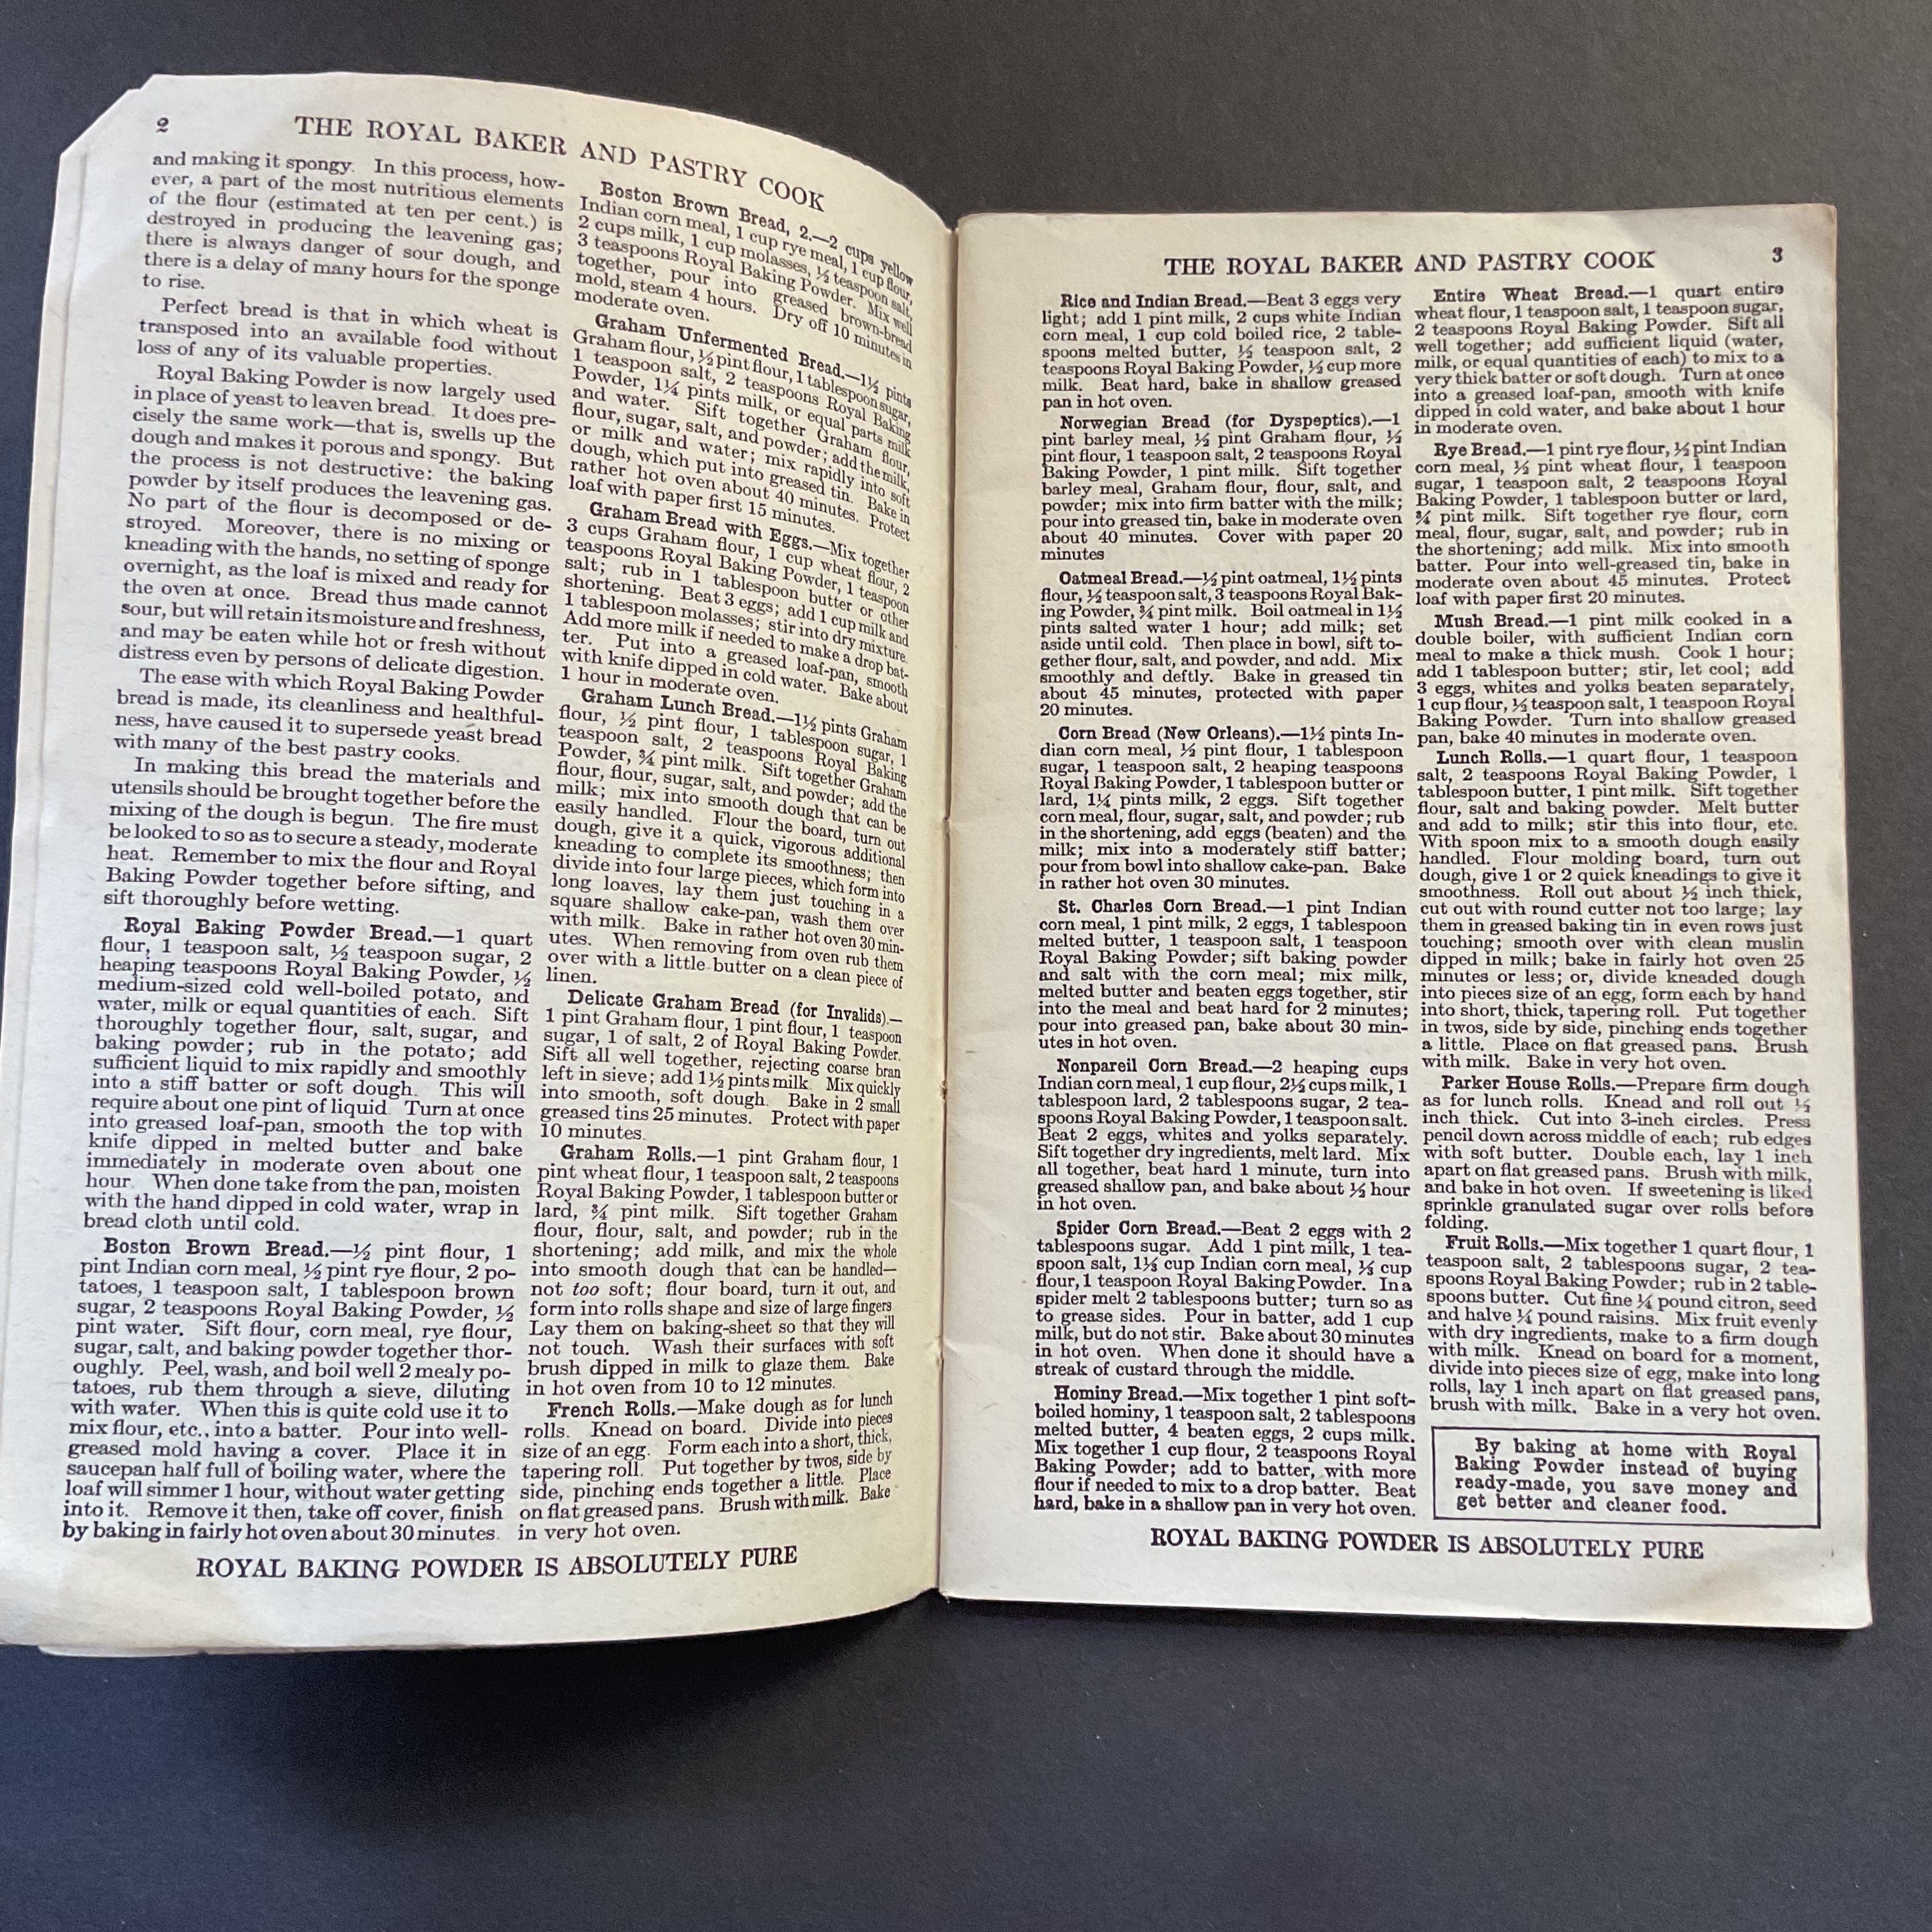 2
THE ROYAL BAKER AND PASTRY COOK
and making it spongy. In this process, how-
ever, a part of the most nutritious elements
of the flour (estimated at ten per cent.) is
destroyed in producing the leavening gas;
there is always danger of sour dough, and
there is a delay of many hours for the sponge
to rise.
Perfect bread is that in which wheat is
transposed into an available food without
loss of any of its valuable properties.
Royal Baking Powder is now largely used
in place of yeast to leaven bread. It does pre-
cisely the same work—that is, swells up the
dough and makes it porous and spongy. But
the process is not destructive: the baking
powder by itself produces the leavening gas.
No part of the flour is decomposed or de-
stroyed. Moreover, there is no mixing or
kneading with the hands, no setting of sponge
overnight, as the loaf is mixed and ready for
the oven at once. Bread thus made cannot
sour, but will retain its moisture and freshness,
and may be eaten while hot or fresh without
distress even by persons of delicate digestion.
The ease with which Royal Baking Powder
bread is made, its cleanliness and healthful-
ness, have caused it to supersede yeast bread
with many of the best pastry cooks.
In making this bread the materials and
utensils should be brought together before the
mixing of the dough is begun. The fire must
be looked to so as to secure a steady, moderate
heat. Remember to mix the flour and Royal
Baking Powder together before sifting, and
sift thoroughly before wetting.
Royal Baking Powder Bread.—1 quart
flour, 1 teaspoon salt, ½ teaspoon sugar, 2
heaping teaspoons Royal Baking Powder, ½
medium-sized cold well-boiled potato, and
water, milk or equal quantities of each. Sift
thoroughly together flour, salt, sugar, and
baking powder; rub in the potato; add
sufficient liquid to mix rapidly and smoothly
into a stiff batter or soft dough. This will
require about one pint of liquid. Turn at once
into greased loaf-pan, smooth the top with
knife dipped in melted butter and bake
immediately in moderate oven about one
hour. When done take from the pan, moisten
with the hand dipped in cold water, wrap in
bread cloth until cold.
Boston Brown Bread.—½ pint flour, 1
pint Indian corn meal, ½ pint rye flour, 2 po-
tatoes, 1 teaspoon salt, 1 tablespoon brown
sugar, 2 teaspoons Royal Baking Powder, ½
pint water. Sift flour, corn meal, rye flour,
sugar, salt, and baking powder together thor-
oughly. Peel, wash, and boil well 2 mealy po-
tatoes, rub them through a sieve, diluting
with water. When this is quite cold use it to
mix flour, etc., into a batter. Pour into well-
greased mold having a cover. Place it in
saucepan half full of boiling water, where the
loaf will simmer 1 hour, without water getting
into it. Remove it then, take off cover, finish
by baking in fairly hot oven about 30 minutes.
Boston Brown Bread, 2.—2 cups yellow
Indian corn meal, 1 cup rye meal, 1 cup flour,
2 cups milk, 1 cup molasses, ½ teaspoon salt,
3 teaspoons Royal Baking Powder. Mix well
together, pour into greased brown-bread
mold, steam 4 hours. Dry off 10 minutes in
moderate oven.
Graham Unfermented Bread.—1½ pints
Graham flour, ½ pint flour, 1 tablespoon sugar,
1 teaspoon salt, 2 teaspoons Royal Baking
Powder, 1¼ pints milk, or equal parts milk
and water. Sift together Graham flour,
flour, sugar, salt, and powder; add the milk,
or milk and water; mix rapidly into soft
dough, which put into greased tin. Bake in
rather hot oven about 40 minutes. Protect
loaf with paper first 15 minutes.
Graham Bread with Eggs.—Mix together
3 cups Graham flour, 1 cup wheat flour, 2
teaspoons Royal Baking Powder, 1 teaspoon
salt; rub in 1 tablespoon butter or other
shortening. Beat 3 eggs; add 1 cup milk and
1 tablespoon molasses; stir into dry mixture.
Add more milk if needed to make a drop bat-
ter. Put into a greased loaf-pan, smooth
with knife dipped in cold water. Bake about
1 hour in moderate oven.
Graham Lunch Bread.—1½ pints Graham
flour, ½ pint flour, 1 tablespoon sugar, 1
teaspoon salt, 2 teaspoons Royal Baking
Powder, ¾ pint milk. Sift together Graham
flour, flour, sugar, salt, and powder; add the
milk; mix into smooth dough that can be
easily handled. Flour the board, turn out
dough, give it a quick, vigorous additional
kneading to complete its smoothness; then
divide into four large pieces, which form into
long loaves, lay them just touching in a
square shallow cake-pan, wash them over
with milk. Bake in rather hot oven 30 min-
utes. When removing from oven rub them
over with a little butter on a clean piece of
linen.
Delicate Graham Bread (for Invalids).—
1 pint Graham flour, 1 pint flour, 1 teaspoon
sugar, 1 of salt, 2 of Royal Baking Powder.
Sift all well together, rejecting coarse bran
left in sieve; add 1½ pints milk. Mix quickly
into smooth, soft dough. Bake in 2 small
greased tins 25 minutes. Protect with paper
10 minutes.
Graham Rolls.—1 pint Graham flour, 1
pint wheat flour, 1 teaspoon salt, 2 teaspoons
Royal Baking Powder, 1 tablespoon butter or
lard, ¾ pint milk. Sift together Graham
flour, flour, salt, and powder; rub in the
shortening; add milk, and mix the whole
into smooth dough that can be handled—
not too soft; flour board, turn it out, and
form into rolls shape and size of large fingers.
Lay them on baking-sheet so that they will
not touch. Wash their surfaces with soft
brush dipped in milk to glaze them. Bake
in hot oven from 10 to 12 minutes.
French Rolls.—Make dough as for lunch
rolls. Knead on board. Divide into pieces
size of an egg. Form each into a short, thick,
tapering roll. Put together by twos, side by
side, pinching ends together a little. Place
on flat greased pans. Brush with milk. Bake
in very hot oven.
ROYAL BAKING POWDER IS ABSOLUTELY PURE
THE ROYAL BAKER AND PASTRY COOK
3
Rice and Indian Bread.—Beat 3 eggs very
light; add 1 pint milk, 2 cups white Indian
corn meal, 1 cup cold boiled rice, 2 table-
spoons melted butter, ½ teaspoon salt, 2
teaspoons Royal Baking Powder, ½ cup more
milk. Beat hard, bake in shallow greased
pan in hot oven.
Norwegian Bread (for Dyspeptics).—1
pint barley meal, ½ pint Graham flour, ½
pint flour, 1 teaspoon salt, 2 teaspoons Royal
Baking Powder, 1 pint milk. Sift together
barley meal, Graham flour, flour, salt, and
powder; mix into firm batter with the milk;
pour into greased tin, bake in moderate oven
about 40 minutes. Cover with paper 20
minutes
Oatmeal Bread.—½ pint oatmeal, 1½ pints
flour, ½ teaspoon salt, 3 teaspoons Royal Bak-
ing Powder, ¾ pint milk. Boil oatmeal in 1½
pints salted water 1 hour; add milk; set
aside until cold. Then place in bowl, sift to-
gether flour, salt, and powder, and add. Mix
smoothly and deftly. Bake in greased tin
about 45 minutes, protected with paper
20 minutes.
Corn Bread (New Orleans).—1½ pints In-
dian corn meal, ½ pint flour, 1 tablespoon
sugar, 1 teaspoon salt, 2 heaping teaspoons
Royal Baking Powder, 1 tablespoon butter or
lard, 1¼ pints milk, 2 eggs. Sift together
corn meal, flour, sugar, salt, and powder; rub
in the shortening, add eggs (beaten) and the
milk; mix into a moderately stiff batter;
pour from bowl into shallow cake-pan. Bake
in rather hot oven 30 minutes.
St. Charles Corn Bread.—1 pint Indian
corn meal, 1 pint milk, 2 eggs, 1 tablespoon
melted butter, 1 teaspoon salt, 1 teaspoon
Royal Baking Powder; sift baking powder
and salt with the corn meal; mix milk,
melted butter and beaten eggs together, stir
into the meal and beat hard for 2 minutes;
pour into greased pan, bake about 30 min-
utes in hot oven.
Nonpareil Corn Bread.—2 heaping cups
Indian corn meal, 1 cup flour, 2½ cups milk, 1
tablespoon lard, 2 tablespoons sugar, 2 tea-
spoons Royal Baking Powder, 1 teaspoon salt.
Beat 2 eggs, whites and yolks separately.
Sift together dry ingredients, melt lard. Mix
all together, beat hard 1 minute, turn into
greased shallow pan, and bake about ½ hour
in hot oven.
Spider Corn Bread.—Beat 2 eggs with 2
tablespoons sugar. Add 1 pint milk, 1 tea-
spoon salt, 1⅓ cup Indian corn meal, ⅓ cup
flour, 1 teaspoon Royal Baking Powder. In a
spider melt 2 tablespoons butter; turn so as
to grease sides. Pour in batter, add 1 cup
milk, but do not stir. Bake about 30 minutes
in hot oven. When done it should have a
streak of custard through the middle.
Hominy Bread.—Mix together 1 pint soft-
boiled hominy, 1 teaspoon salt, 2 tablespoons
melted butter, 4 beaten eggs, 2 cups milk.
Mix together 1 cup flour, 2 teaspoons Royal
Baking Powder; add to batter, with more
flour if needed to mix to a drop batter. Beat
hard, bake in a shallow pan in very hot oven.
Entire Wheat Bread.—1 quart entire
wheat flour, 1 teaspoon salt, 1 teaspoon sugar,
2 teaspoons Royal Baking Powder. Sift all
well together; add sufficient liquid (water,
milk, or equal quantities of each) to mix to a
very thick batter or soft dough. Turn at once
into a greased loaf-pan, smooth with knife
dipped in cold water, and bake about 1 hour
in moderate oven.
Rye Bread.—1 pint rye flour, ½ pint Indian
corn meal, ½ pint wheat flour, 1 teaspoon
sugar, 1 teaspoon salt, 2 teaspoons Royal
Baking Powder, 1 tablespoon butter or lard,
¾ pint milk. Sift together rye flour, corn
meal, flour, sugar, salt, and powder; rub in
the shortening; add milk. Mix into smooth
batter. Pour into well-greased tin, bake in
moderate oven about 45 minutes. Protect
loaf with paper first 20 minutes.
Mush Bread.—1 pint milk cooked in a
double boiler, with sufficient Indian corn
meal to make a thick mush. Cook 1 hour;
add 1 tablespoon butter; stir, let cool; add
3 eggs, whites and yolks beaten separately,
1 cup flour, ½ teaspoon salt, 1 teaspoon Royal
Baking Powder. Turn into shallow greased
pan, bake 40 minutes in moderate oven.
Lunch Rolls.—1 quart flour, 1 teaspoon
salt, 2 teaspoons Royal Baking Powder, 1
tablespoon butter, 1 pint milk. Sift together
flour, salt and baking powder. Melt butter
and add to milk; stir this into flour, etc.
With spoon mix to a smooth dough easily
handled. Flour molding board, turn out
dough, give 1 or 2 quick kneadings to give it
smoothness. Roll out about ½ inch thick,
cut out with round cutter not too large; lay
them in greased baking tin in even rows just
touching; smooth over with clean muslin
dipped in milk; bake in fairly hot oven 25
minutes or less; or, divide kneaded dough
into pieces size of an egg, form each by hand
into short, thick, tapering roll. Put together
in twos, side by side, pinching ends together
a little. Place on flat greased pans. Brush
with milk. Bake in very hot oven.
Parker House Rolls.—Prepare firm dough
as for lunch rolls. Knead and roll out
inch thick. Cut into 3-inch circles. Press
pencil down across middle of each; rub edges
with soft butter. Double each, lay 1 inch
apart on flat greased pans. Brush with milk,
and bake in hot oven. If sweetening is liked
sprinkle granulated sugar over rolls before
folding.
Fruit Rolls.—Mix together 1 quart flour, 1
teaspoon salt, 2 tablespoons sugar, 2 tea-
spoons Royal Baking Powder; rub in 2 table-
spoons butter. Cut fine ¼ pound citron, seed
and halve ¼ pound raisins. Mix fruit evenly
with dry ingredients, make to a firm dough
with milk. Knead on board for a moment,
divide into pieces size of egg, make into long
rolls, lay 1 inch apart on flat greased pans,
brush with milk. Bake in a very hot oven.
By baking at home with Royal
Baking Powder instead of buying
ready-made, you save money and
get better and cleaner food.
ROYAL BAKING POWDER IS ABSOLUTELY PURE